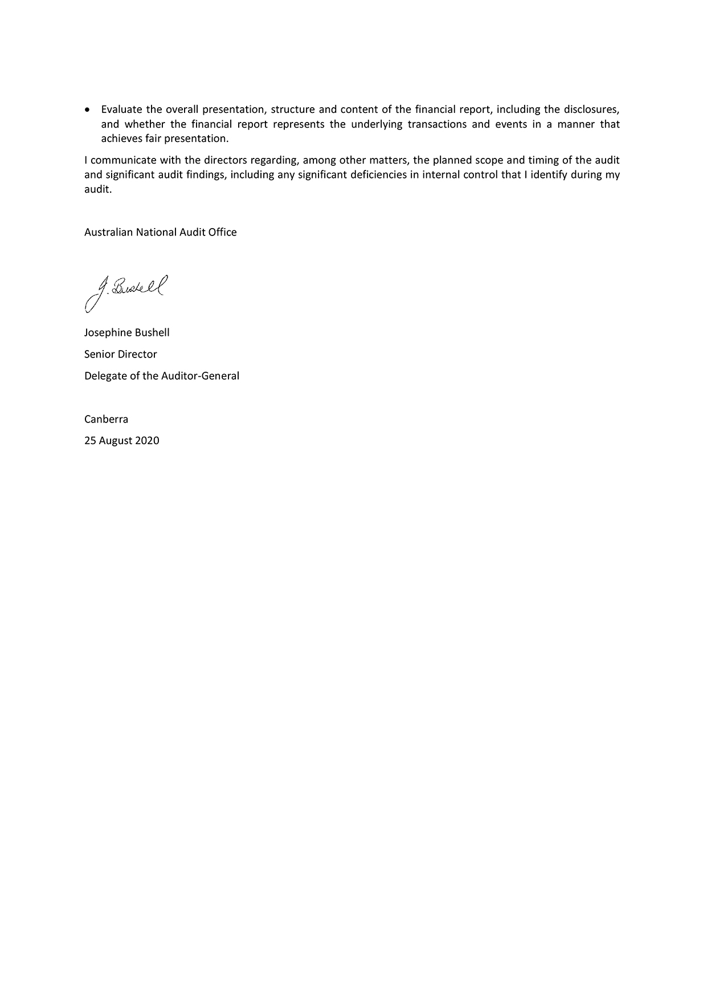 • Evaluate the overall presentation, structure and content of the financial report, including the disclosures,
and whether the financial report represents the underlying transactions and events in a manner that
achieves fair presentation.
I communicate with the directors regarding, among other matters, the planned scope and timing of the audit
and significant audit findings, including any significant deficiencies in internal control that I identify during my
audit.
Australian National Audit Office
J. Bushell
Josephine Bushell
Senior Director
Delegate of the Auditor-General
Canberra
25 August 2020